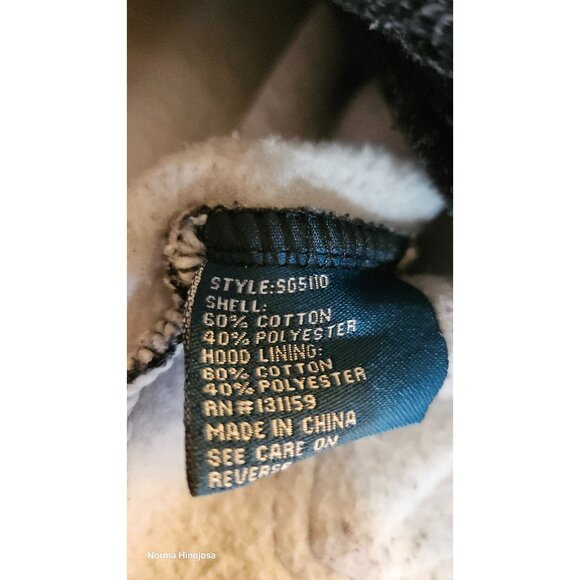 STYLE:SG5110
SHELL:
60% COTTON
40% POLYESTER
HOOD LINING:
60% COTTON
40% POLYESTER
RN#131159
MADE IN CHINA
SEE CARE ON
REVERSE
Norma Hinojosa